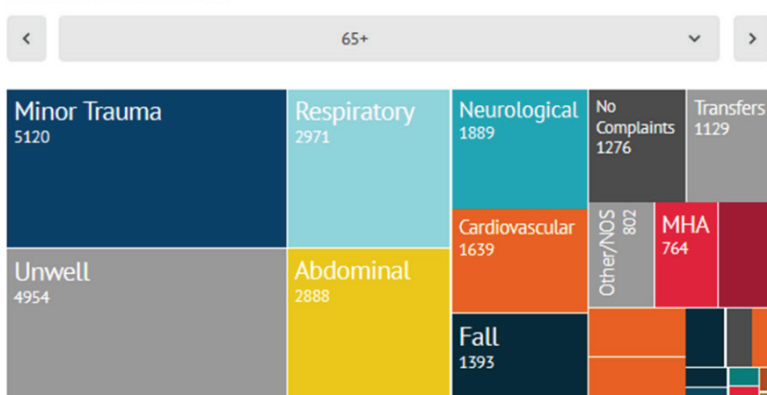 65+
Minor Trauma
5120
Respiratory
2971
Neurological
1889
No
Complaints
1276
Transfers
1129
Cardiovascular
1639
Other/NOS
802
MHA
764
Unwell
4954
Abdominal
2888
Fall
1393